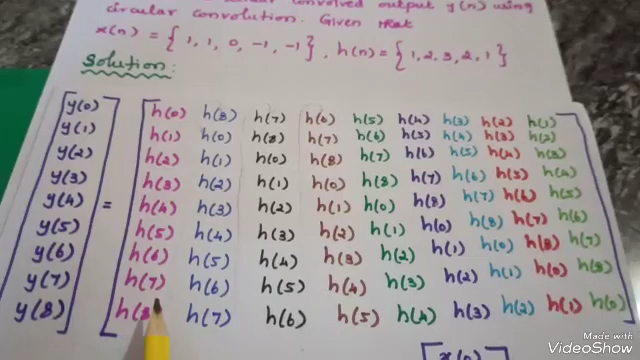 convolved output y(n) using
circular convolution. Given that
x(n) = { 1, 1, 0, -1, -1 } , h(n) = { 1, 2, 3, 2, 1 }
Solution:
y(0) h(0) h(8) h(7) h(6) h(5) h(4) h(3) h(2) h(1)
y(1) h(1) h(0) h(8) h(7) h(6) h(5) h(4) h(3) h(2)
y(2) h(2) h(1) h(0) h(8) h(7) h(6) h(5) h(4) h(3)
y(3) h(3) h(2) h(1) h(0) h(8) h(7) h(6) h(5) h(4)
y(4) = h(4) h(3) h(2) h(1) h(0) h(8) h(7) h(6) h(5)
y(5) h(5) h(4) h(3) h(2) h(1) h(0) h(8) h(7) h(6)
y(6) h(6) h(5) h(4) h(3) h(2) h(1) h(0) h(8) h(7)
y(7) h(7) h(6) h(5) h(4) h(3) h(2) h(1) h(0) h(8)
y(8) h(8) h(7) h(6) h(5) h(4) h(3) h(2) h(1) h(0)
x(0)
Made with
VideoShow